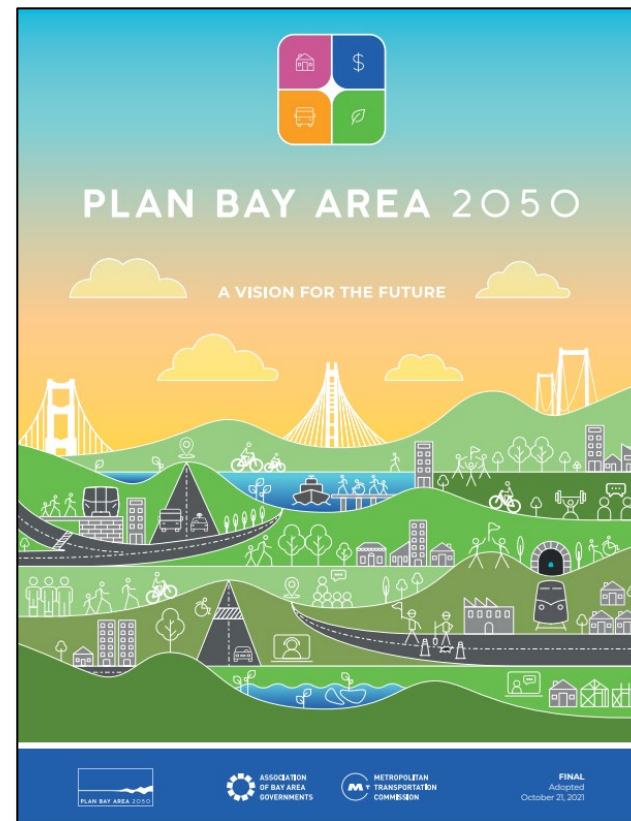 $
PLAN BAY AREA 2050
A VISION FOR THE FUTURE
PLAN BAY AREA 2050
ASSOCIATION
OF BAY AREA
GOVERNMENTS
MT
METROPOLITAN
TRANSPORTATION
COMMISSION
FINAL
Adopted
October 21, 2021